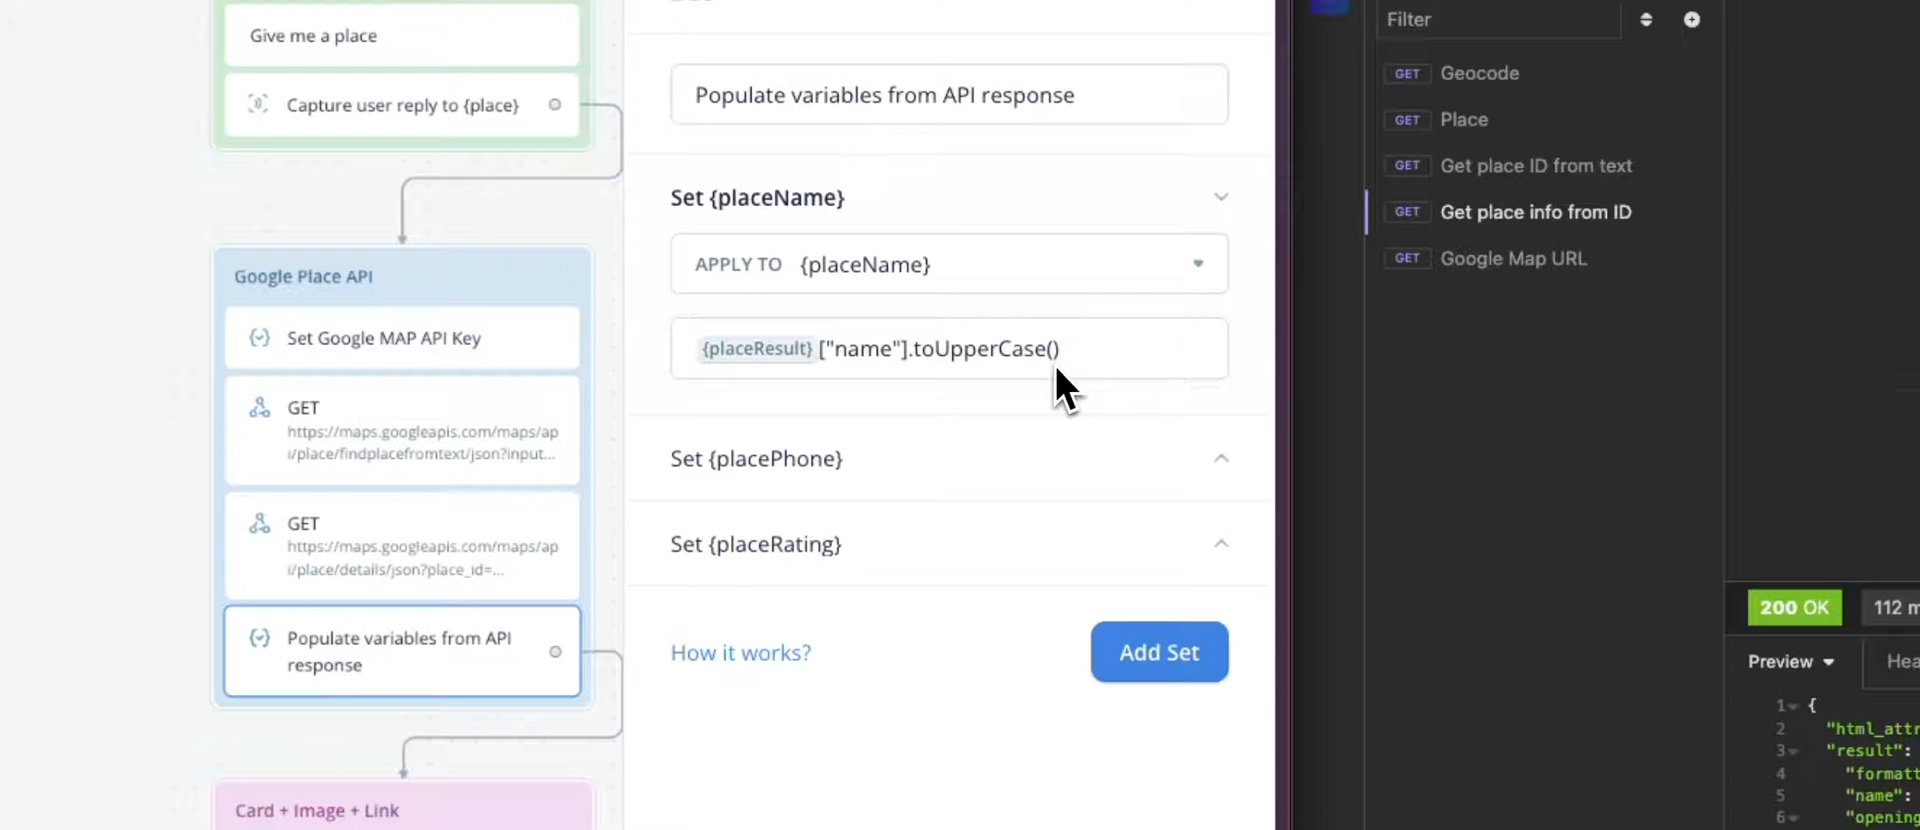 Give me a place
Capture user reply to {place}
Google Place API
Set Google MAP API Key
GET
https://maps.googleapis.com/maps/ap
i/place/findplacefromtext/json?input...
GET
https://maps.googleapis.com/maps/ap
i/place/details/json?place_id=...
Populate variables from API
response
Card + Image + Link
Populate variables from API response
Set {placeName}
APPLY TO {placeName}
{placeResult} ["name"].toUpperCase()
Set {placePhone}
Set {placeRating}
How it works?
Add Set
Filter
GET Geocode
GET Place
GET Get place ID from text
GET Get place info from ID
GET Google Map URL
200 OK
112 m
Preview
Hea
1 {
2 "html_attr
3 "result":
4 "formatt
5 "name":
6 "opening